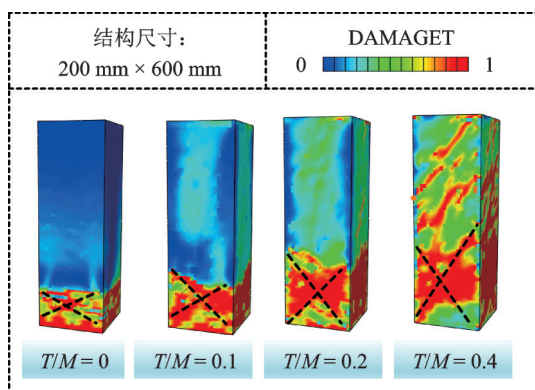 结构尺寸：
200 mm × 600 mm
DAMAGET
0 1
T/M = 0 T/M = 0.1 T/M = 0.2 T/M = 0.4